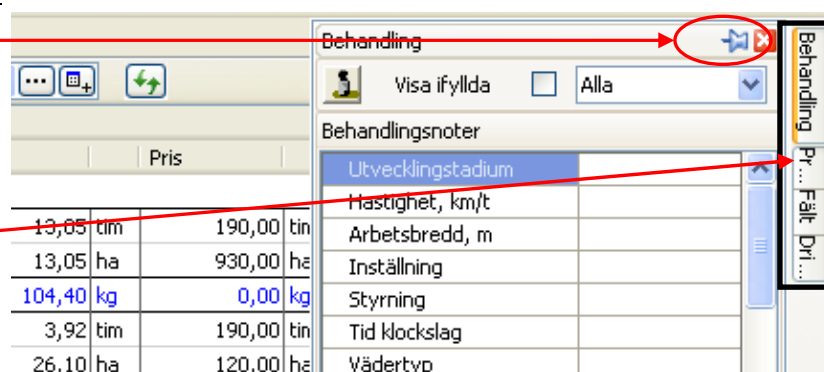 Behandling
Visa ifyllda Alla
Behandlingsnoter
Pris
Utvecklingstadium
Hastighet, km/t
13,05 tim 190,00 tin
Arbetsbredd, m
13,05 ha 930,00 ha
Inställning
104,40 kg 0,00 kg
Styrning
3,92 tim 190,00 tin
Tid klockslag
26,10 ha 120,00 ha
Vädertyp
Behandling
Pr...
Fält
Dri...